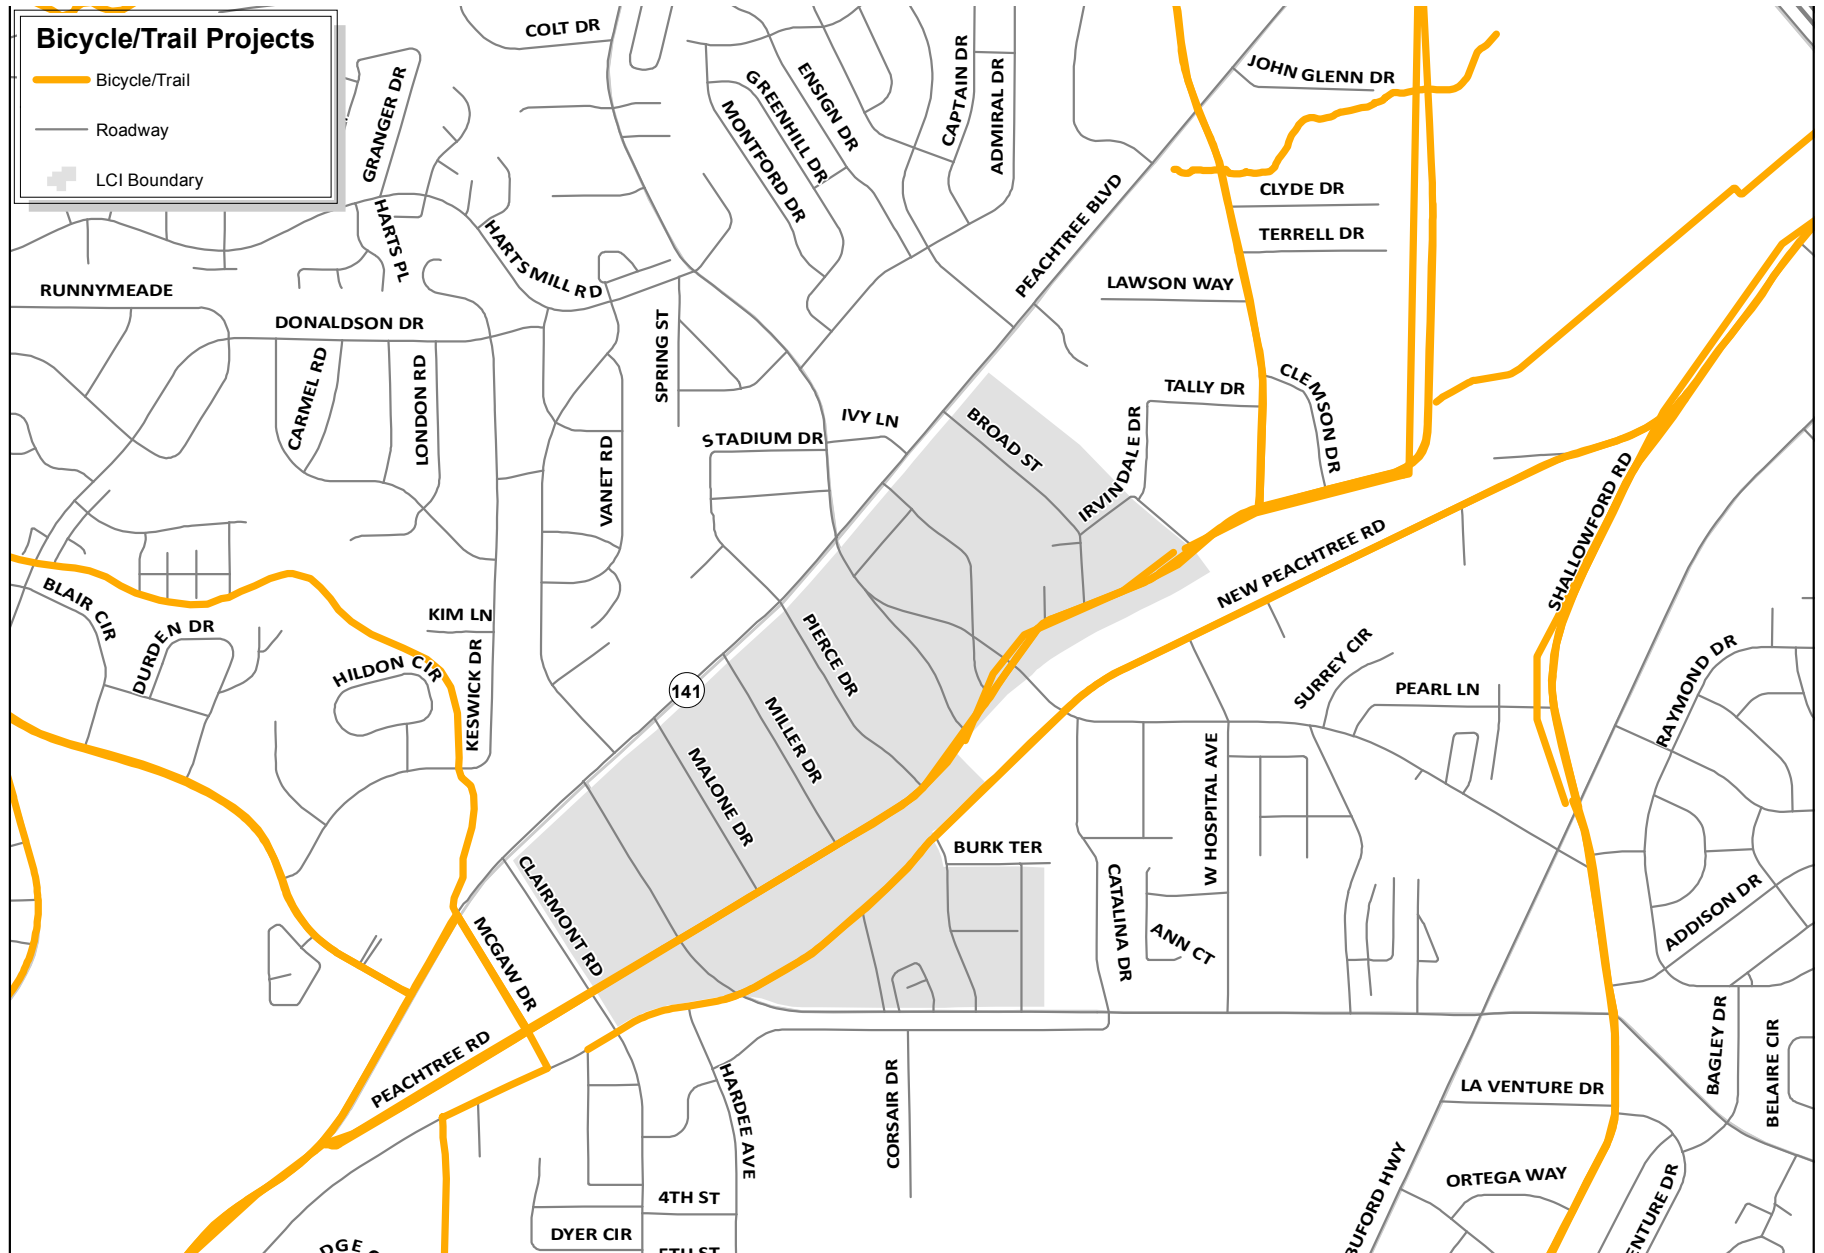 Bicycle/Trail Projects
Bicycle/Trail
Roadway
LCI Boundary
COLT DR
GRANGER DR
MONTFORD DR
GREENHILL DR
ENSIGN DR
CAPTAIN DR
ADMIRAL DR
JOHN GLENN DR
CLYDE DR
TERRELL DR
LAWSON WAY
PEACHTREE BLVD
HARTS PL
HARTS MILL RD
RUNNYMEADE
DONALDSON DR
CARMEL RD
LONDON RD
SPRING ST
VANET RD
STADIUM DR
IVY LN
BROAD ST
IRVINDALE DR
TALLY DR
CLEMSON DR
NEW PEACHTREE RD
SHALLOWFORD RD
BLAIR CIR
DURDEN DR
HILDON CIR
KIM LN
KESWICK DR
141
PIERCE DR
MILLER DR
MALONE DR
CLAIRMONT RD
MCGAW DR
PEACHTREE RD
SURREY CIR
PEARL LN
RAYMOND DR
W HOSPITAL AVE
BURK TER
CATALINA DR
ANN CT
ADDISON DR
BAGLEY DR
BELAIRE CIR
LA VENTURE DR
CORSAIR DR
HARDEE AVE
4TH ST
DYER CIR
5TH ST
DGE
BUFORD HWY
ORTEGA WAY
ENTURE DR